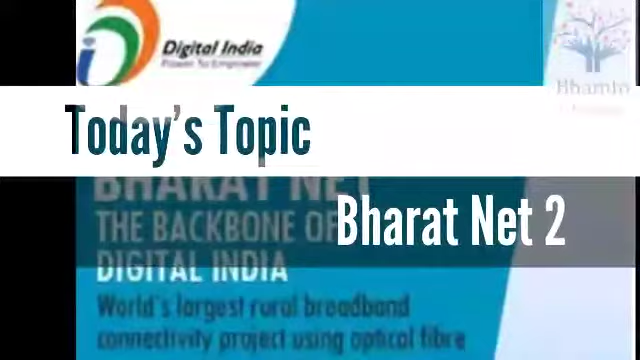 Digital India
Power To Empower
Today's Topic
BHARAT NET
Bharat Net 2
THE BACKBONE OF
DIGITAL INDIA
World's largest rural broadband
connectivity project using optical fibre